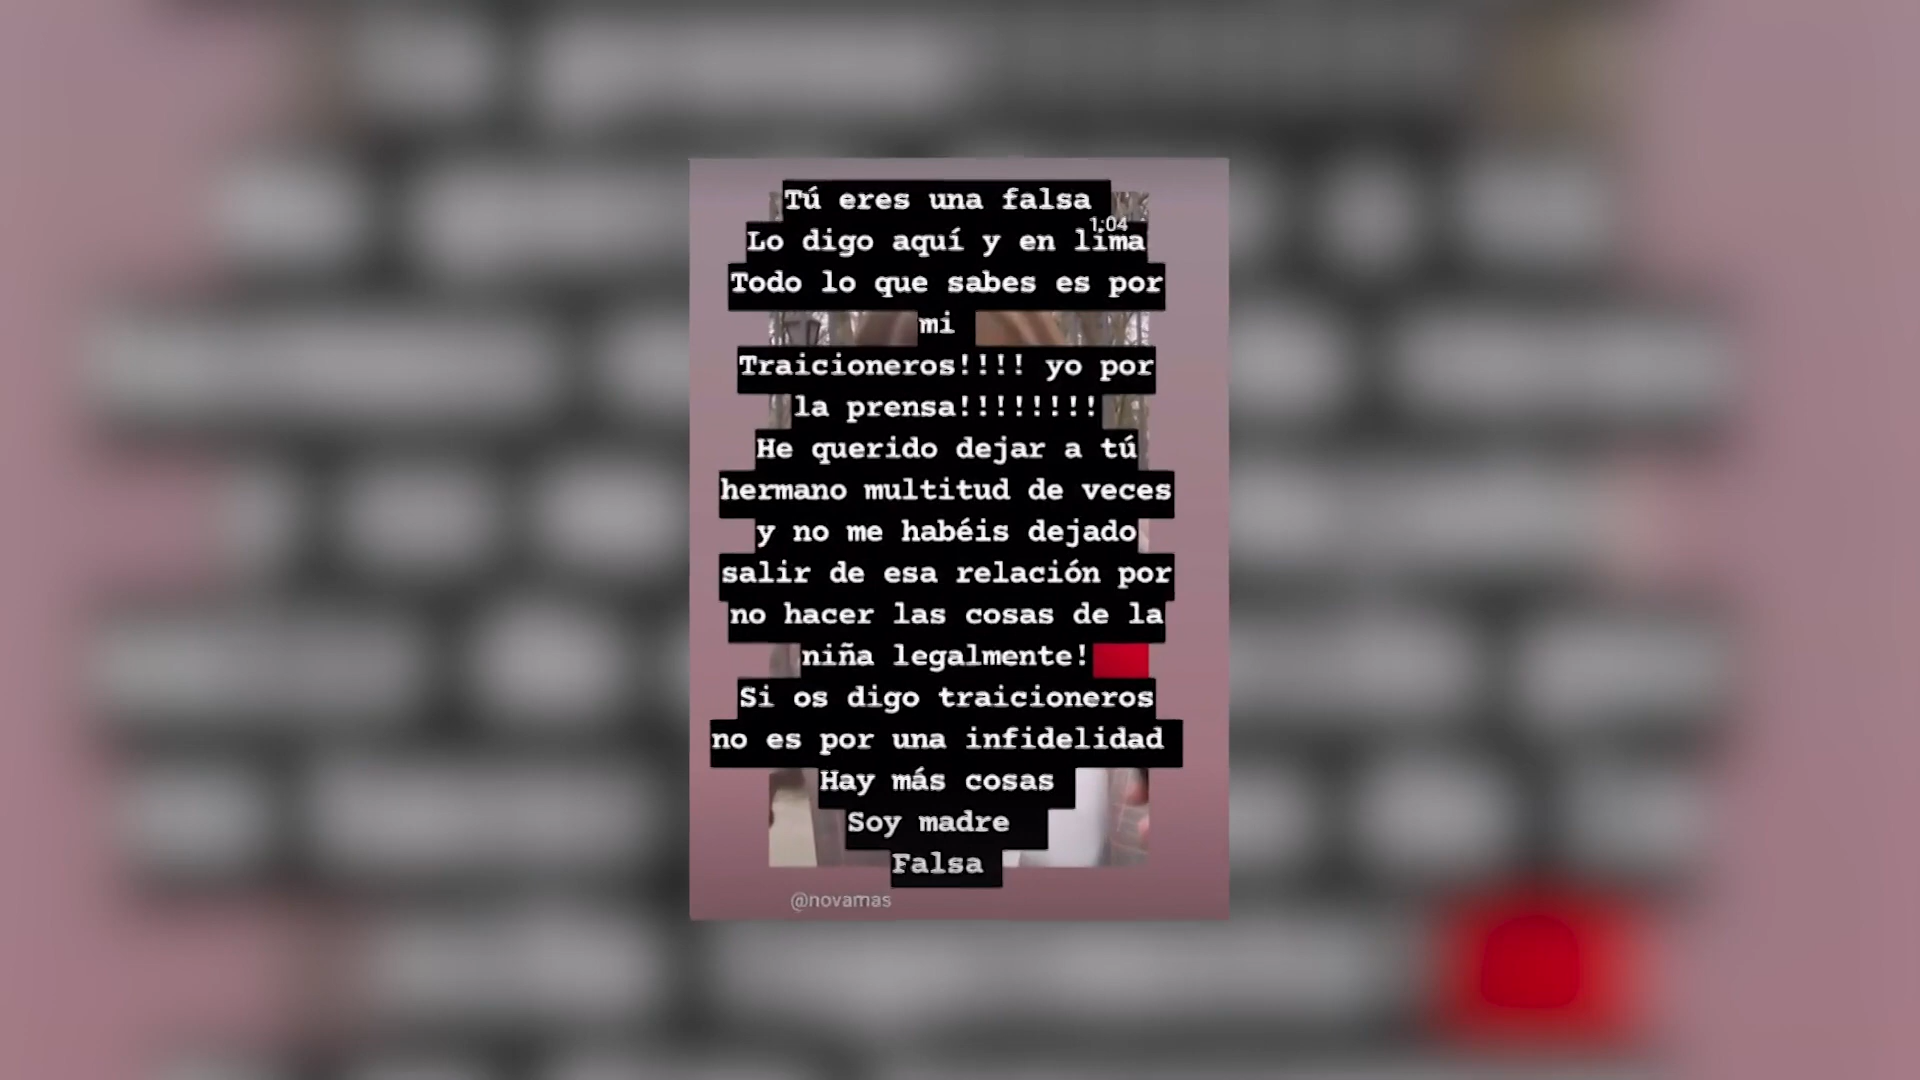 Tú eres una falsa
1:04
Lo digo aquí y en lima
Todo lo que sabes es por
mi
Traicioneros!!!! yo por
la prensa!!!!!!!!
He querido dejar a tú
hermano multitud de veces
y no me habéis dejado
salir de esa relación por
no hacer las cosas de la
niña legalmente!
Si os digo traicioneros
no es por una infidelidad
Hay más cosas
Soy madre
Falsa
@novamas